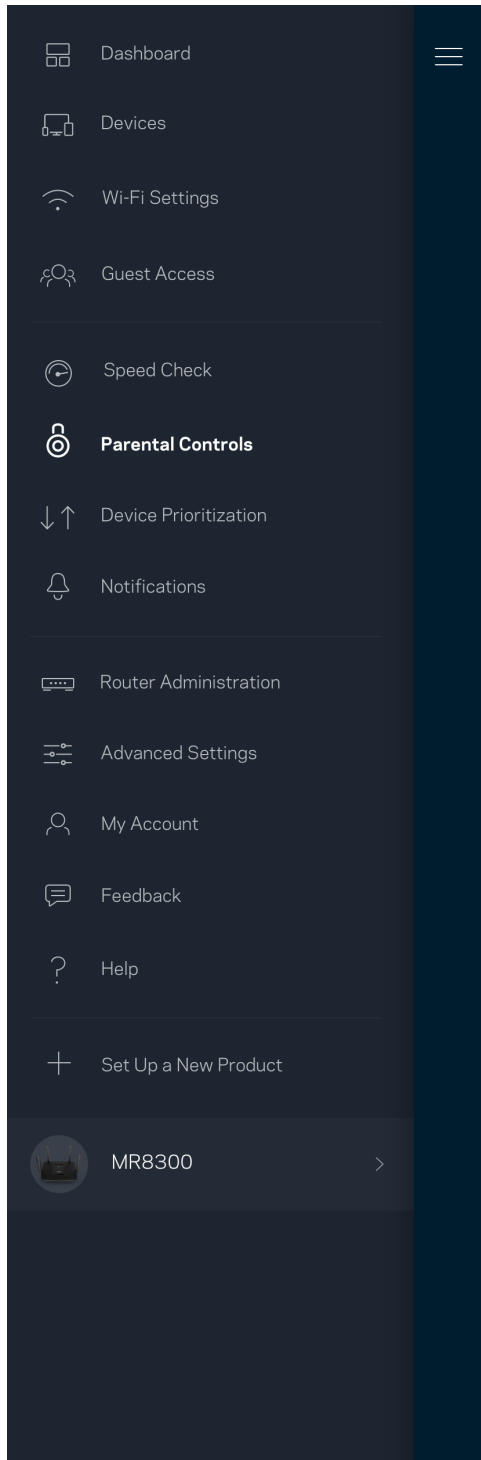 Dashboard
Devices
Wi-Fi Settings
Guest Access
Speed Check
Parental Controls
Device Prioritization
Notifications
Router Administration
Advanced Settings
My Account
Feedback
Help
Set Up a New Product
MR8300